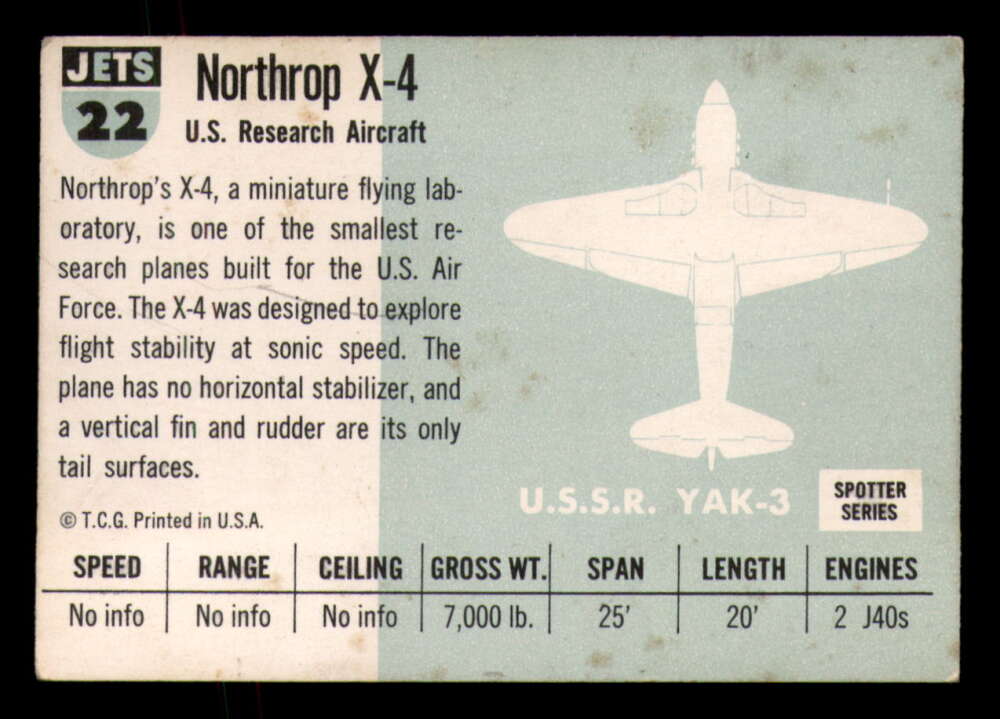 JETS
22
Northrop X-4
U.S. Research Aircraft
Northrop's X-4, a miniature flying lab-
oratory, is one of the smallest re-
search planes built for the U.S. Air
Force. The X-4 was designed to explore
flight stability at sonic speed. The
plane has no horizontal stabilizer, and
a vertical fin and rudder are its only
tail surfaces.
© T.C.G. Printed in U.S.A.
U.S.S.R. YAK-3
SPOTTER
SERIES
SPEED RANGE CEILING GROSS WT. SPAN LENGTH ENGINES
No info No info No info 7,000 lb. 25' 20' 2 J40s